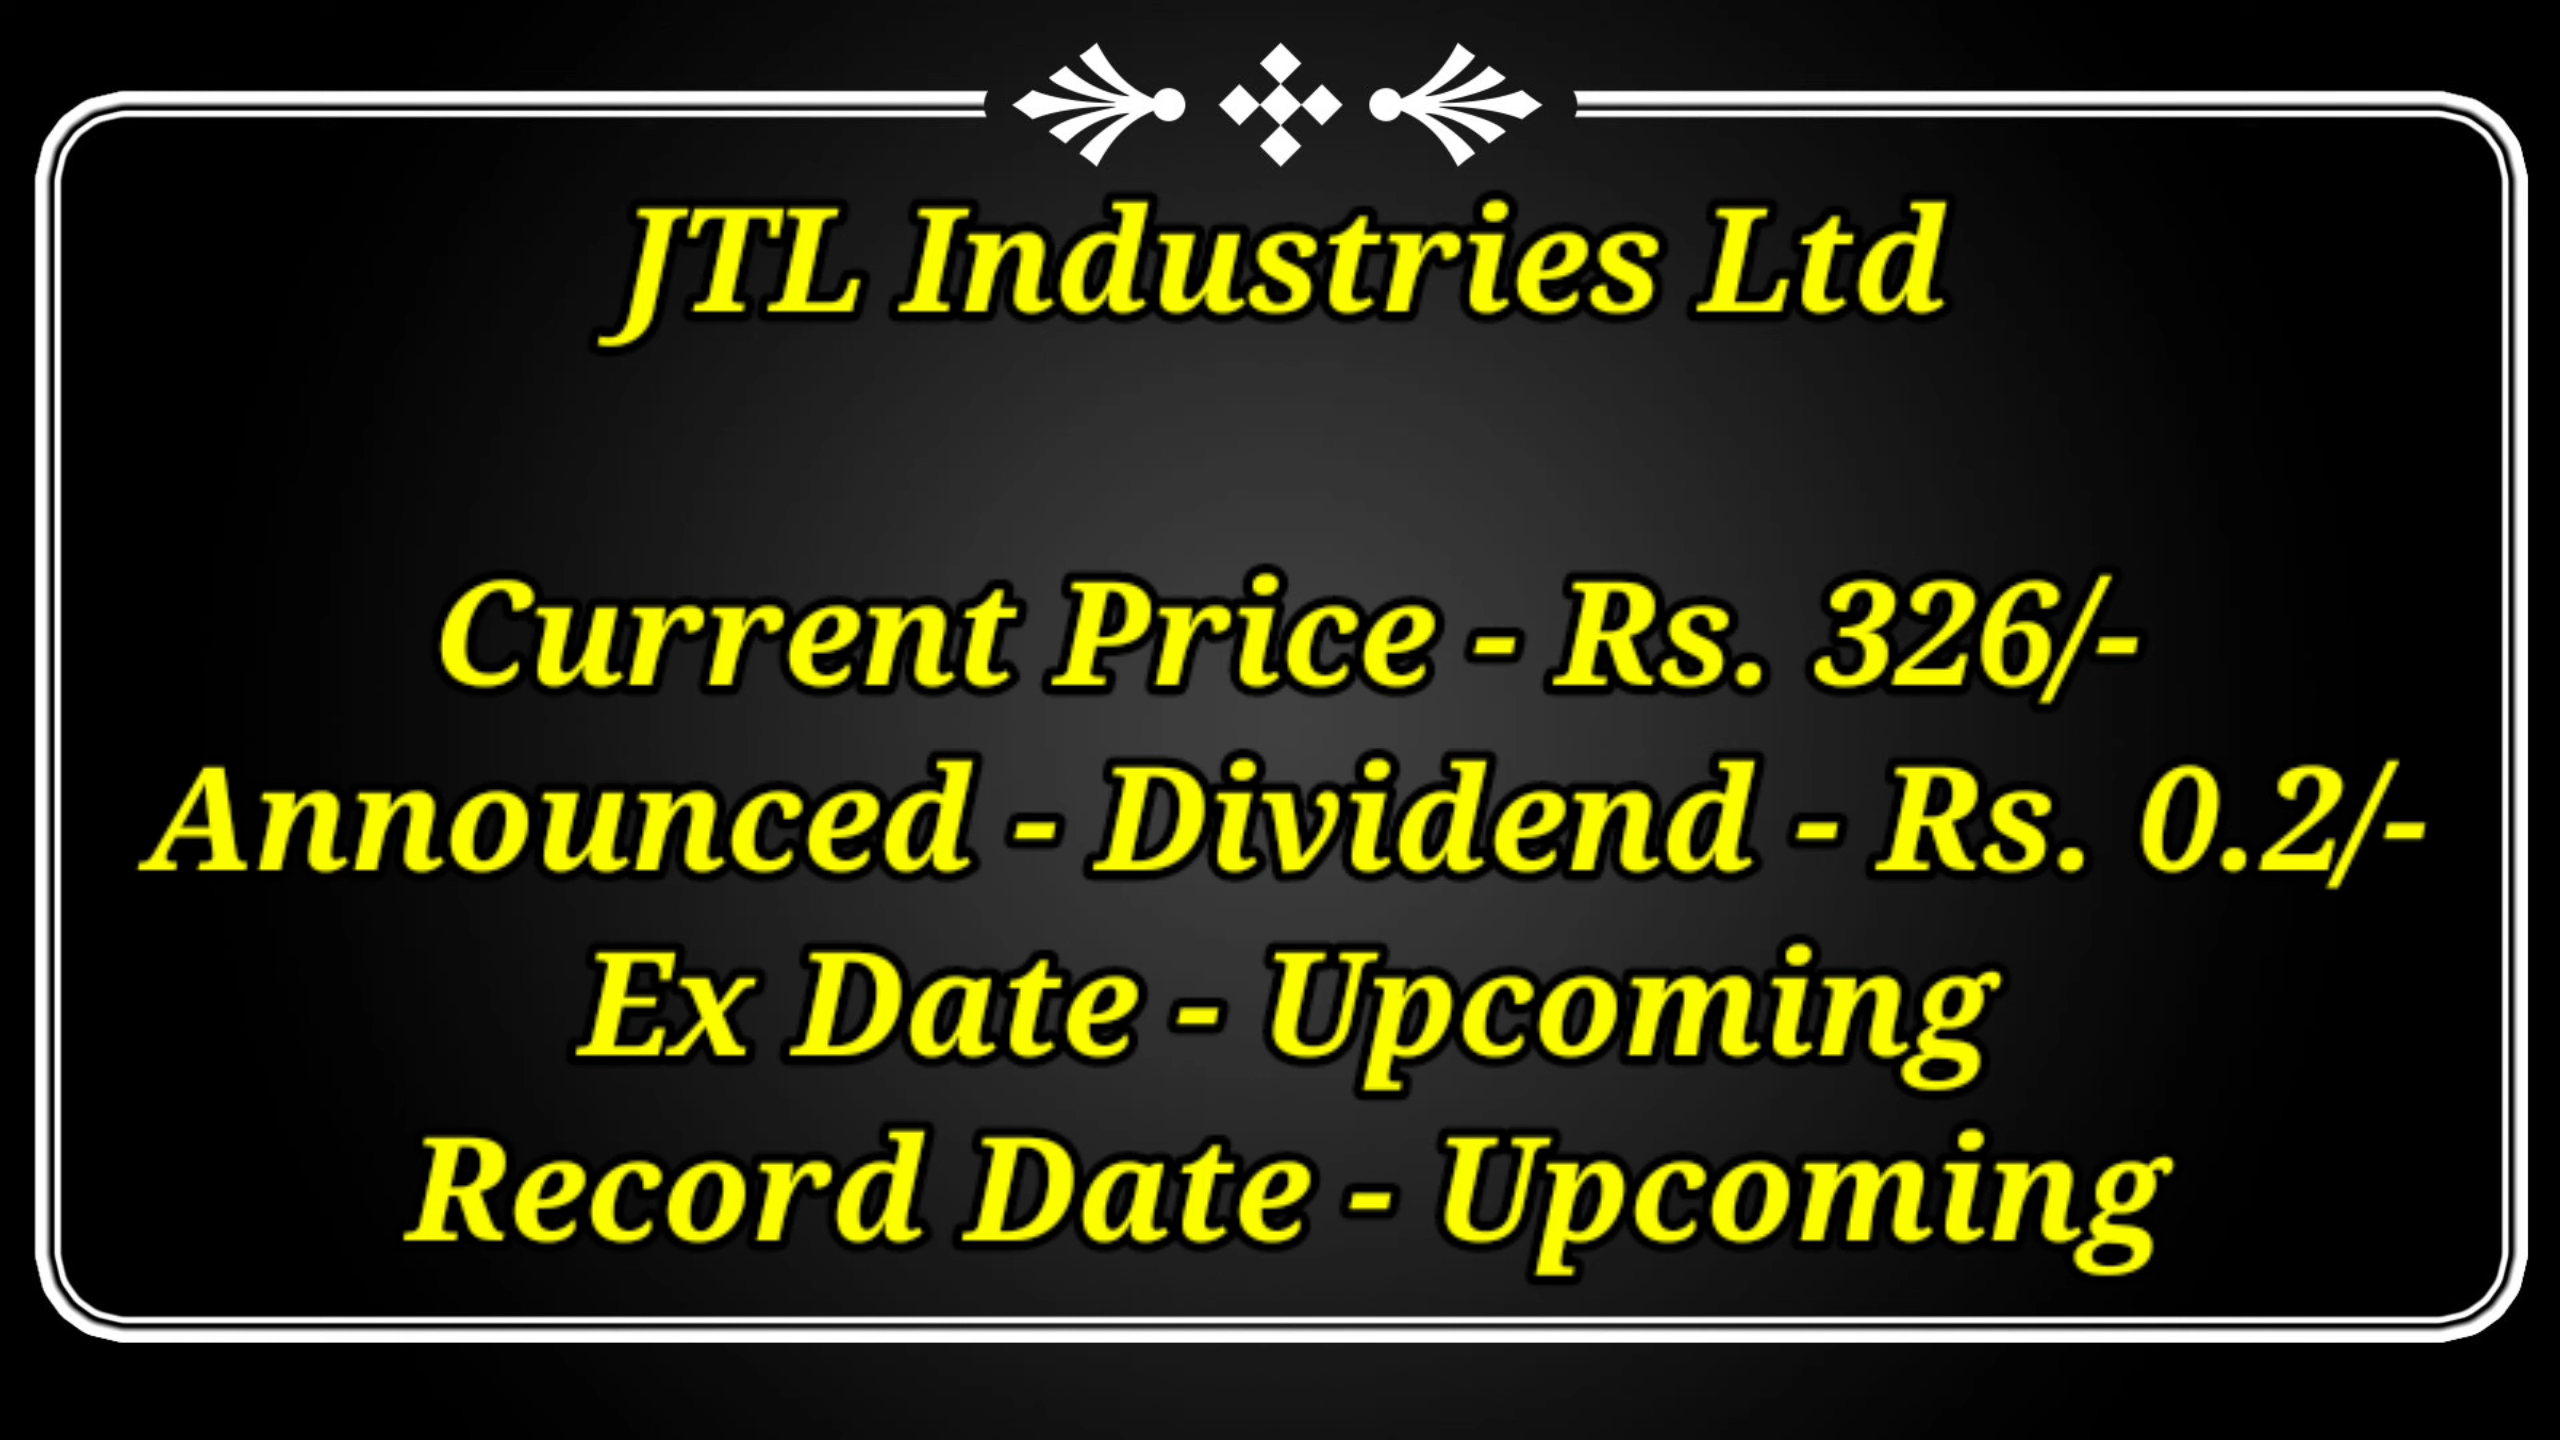 JTL Industries Ltd
Current Price - Rs. 326/-
Announced - Dividend - Rs. 0.2/-
Ex Date - Upcoming
Record Date - Upcoming